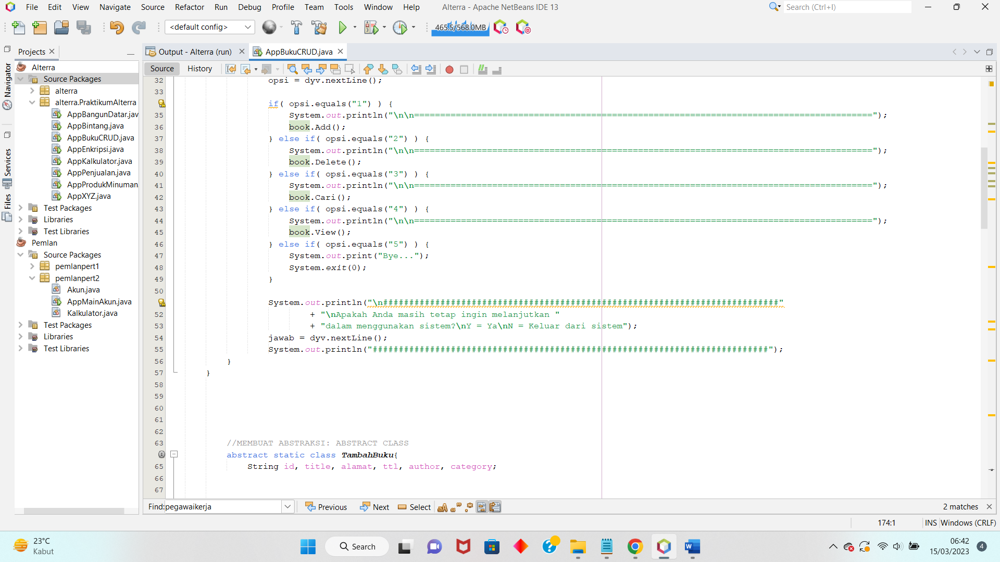 File Edit View Navigate Source Refactor Run Debug Profile Team Tools Window Help Alterra - Apache NetBeans IDE 13 Search (Ctrl+I)
<default config> 465.5/568.0MB
Projects Output - Alterra (run) AppBukuCRUD.java
Source History
Navigator
Services
Files
Alterra
Source Packages
alterra
alterra.PraktikumAlterra
AppBangunDatar.jav
AppBintang.java
AppBukuCRUD.java
AppEnkripsi.java
AppKalkulator.java
AppPenjualan.java
AppProdukMinuman
AppXYZ.java
Test Packages
Libraries
Test Libraries
Pemlan
Source Packages
pemlanpert1
pemlanpert2
Akun.java
AppMainAkun.java
Kalkulator.java
Test Packages
Libraries
Test Libraries
32 opsi = dyv.nextLine();
33
if( opsi.equals("1") ) {
35 System.out.println("\n\n========================================================================================");
36 book.Add();
37 } else if( opsi.equals("2") ) {
38 System.out.println("\n\n========================================================================================");
39 book.Delete();
40 } else if( opsi.equals("3") ) {
41 System.out.println("\n\n========================================================================================");
42 book.Cari();
43 } else if( opsi.equals("4") ) {
44 System.out.println("\n\n========================================================================================");
45 book.View();
46 } else if( opsi.equals("5") ) {
47 System.out.print("Bye...");
48 System.exit(0);
49 }
50
System.out.println("\n############################################################################"
52 + "\nApakah Anda masih tetap ingin melanjutkan "
53 + "dalam menggunakan sistem?\nY = Ya\nN = Keluar dari sistem");
54 jawab = dyv.nextLine();
55 System.out.println("############################################################################");
56 }
57 }
58
59
60
61
62
63 //MEMBUAT ABSTRAKSI: ABSTRACT CLASS
abstract static class TambahBuku{
65 String id, title, alamat, ttl, author, category;
66
67
Find: pegawaikerja Previous Next Select 2 matches
174:1 INS Windows (CRLF)
23°C
Kabut
Search
06:42
15/03/2023
4